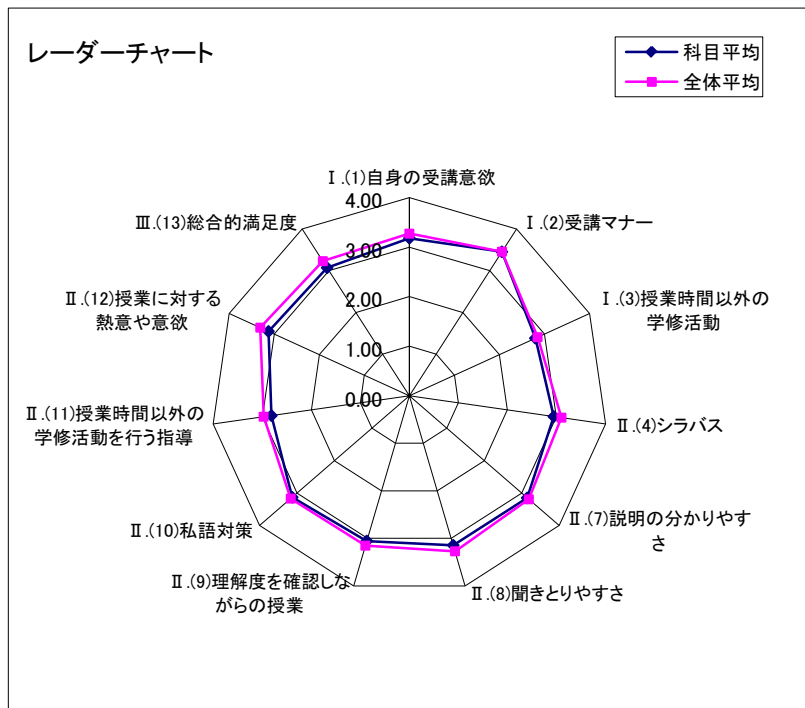 レーダーチャート
科目平均
全体平均
Ⅰ.(1)自身の受講意欲
Ⅰ.(2)受講マナー
Ⅰ.(3)授業時間以外の
学修活動
Ⅱ.(4)シラバス
Ⅱ.(7)説明の分かりやす
さ
Ⅱ.(8)聞きとりやすさ
Ⅱ.(9)理解度を確認しな
がらの授業
Ⅱ.(10)私語対策
Ⅱ.(11)授業時間以外の
学修活動を行う指導
Ⅱ.(12)授業に対する
熱意や意欲
Ⅲ.(13)総合的満足度
4.00
3.00
2.00
1.00
0.00